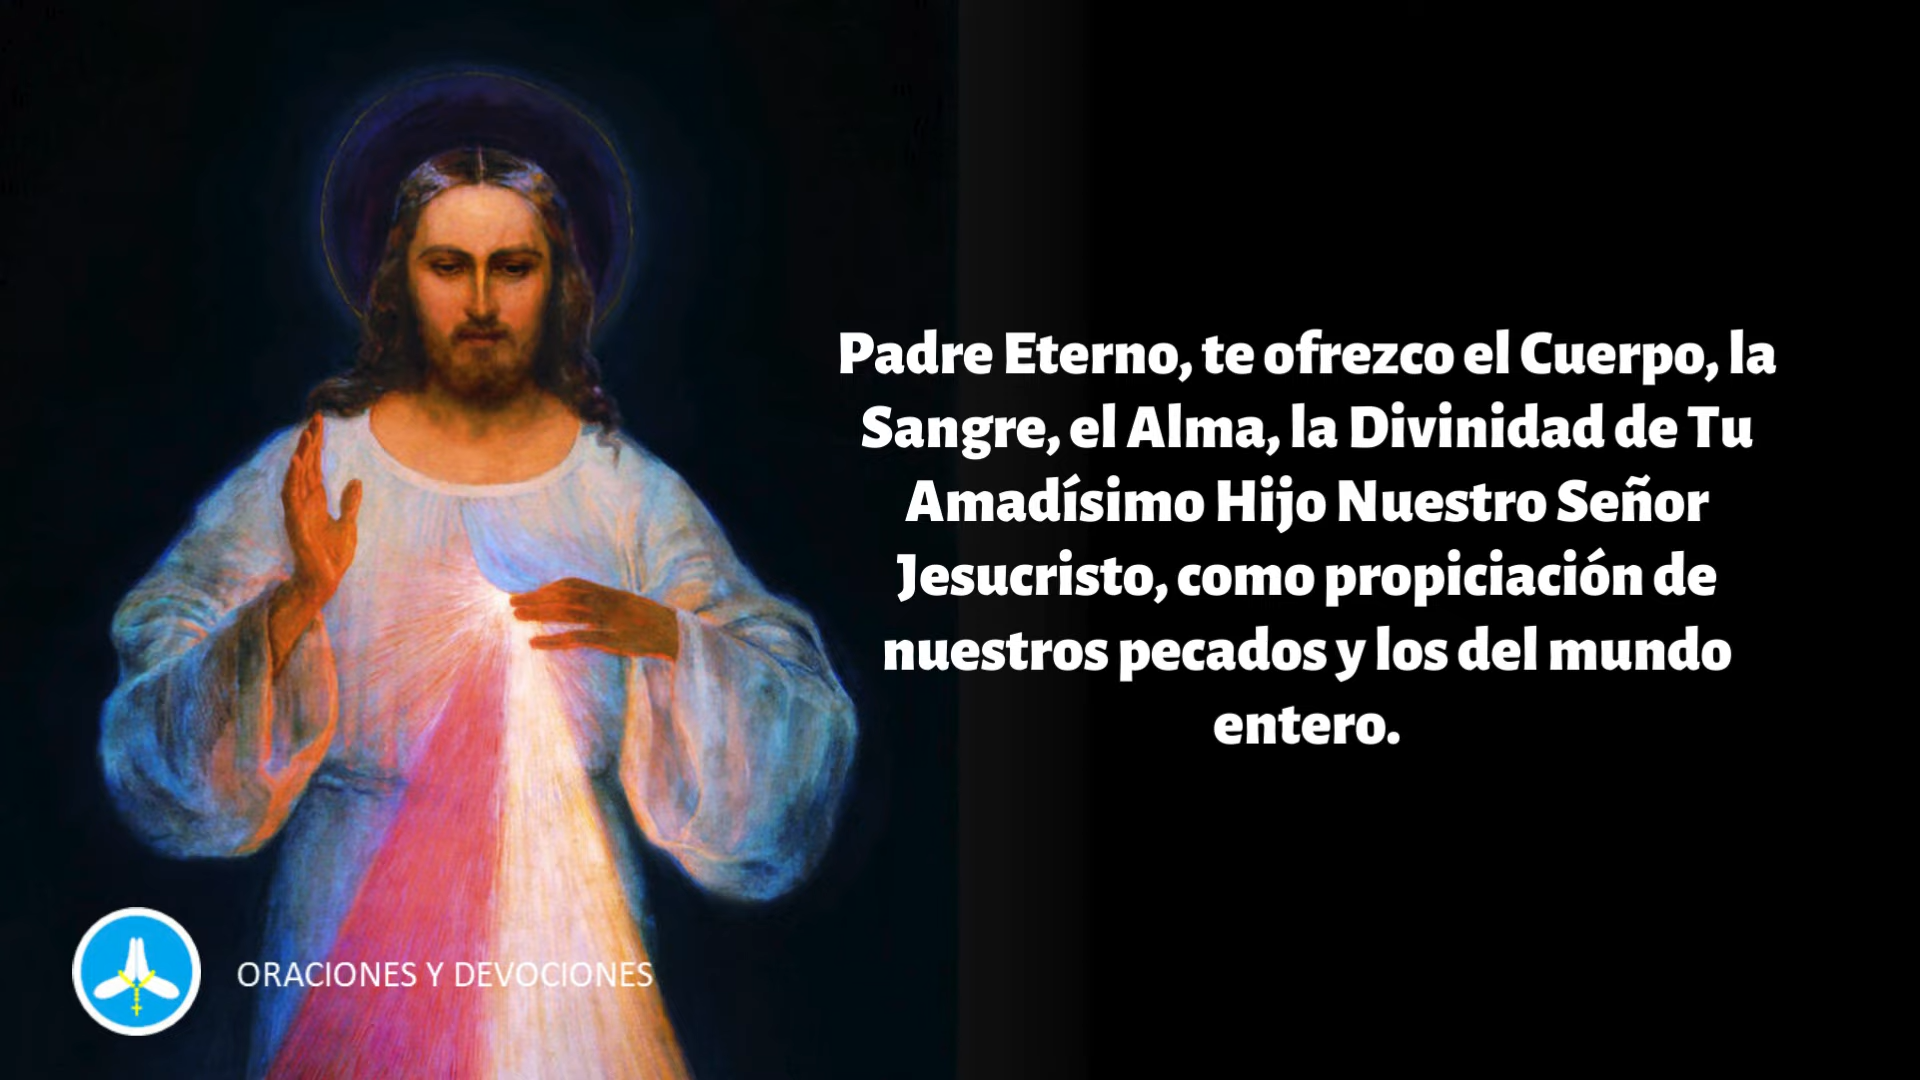 Padre Eterno, te ofrezco el Cuerpo, la
Sangre, el Alma, la Divinidad de Tu
Amadísimo Hijo Nuestro Señor
Jesucristo, como propiciación de
nuestros pecados y los del mundo
entero.
ORACIONES Y DEVOCIONES